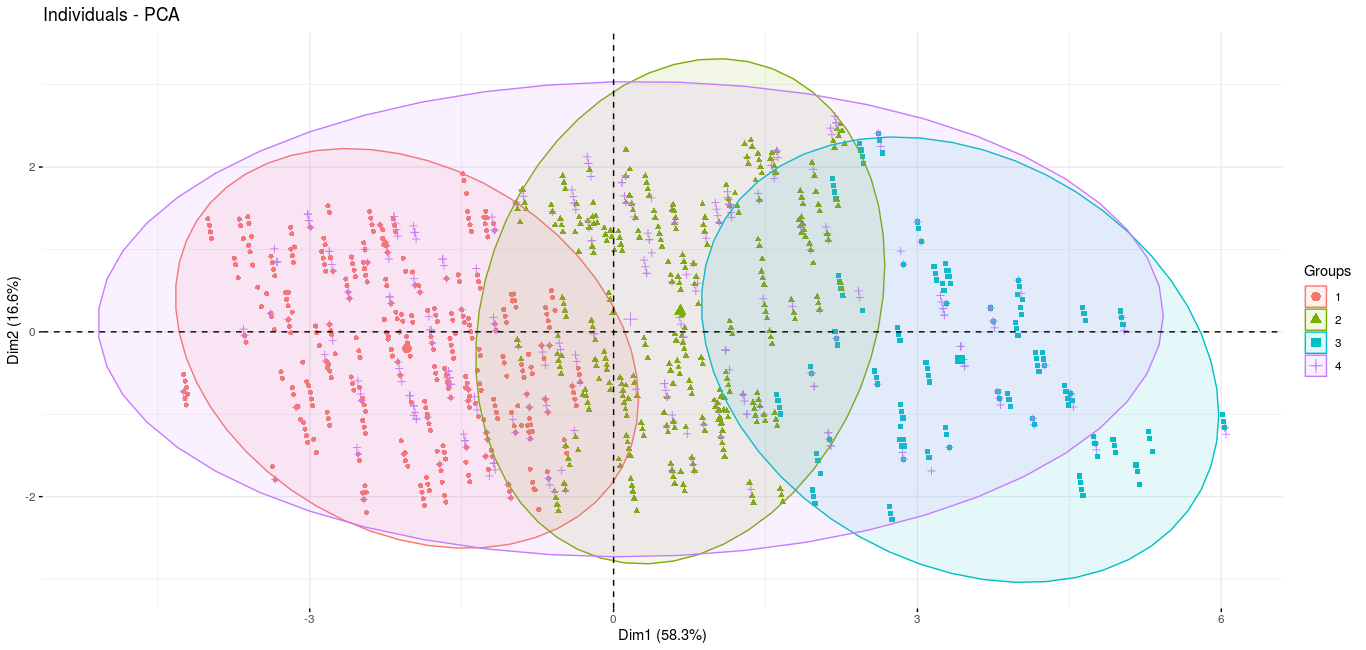 Individuals - PCA
Dim2 (16.6%)
2
0
-2
-3
0
3
6
Dim1 (58.3%)
Groups
1
2
3
4